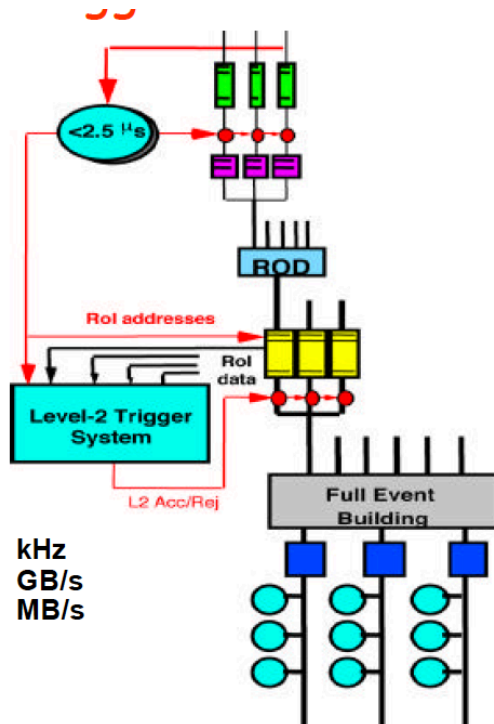 <2.5 µs
ROD
RoI addresses
RoI
data
Level-2 Trigger
System
L2 Acc/Rej
Full Event
Building
kHz
GB/s
MB/s